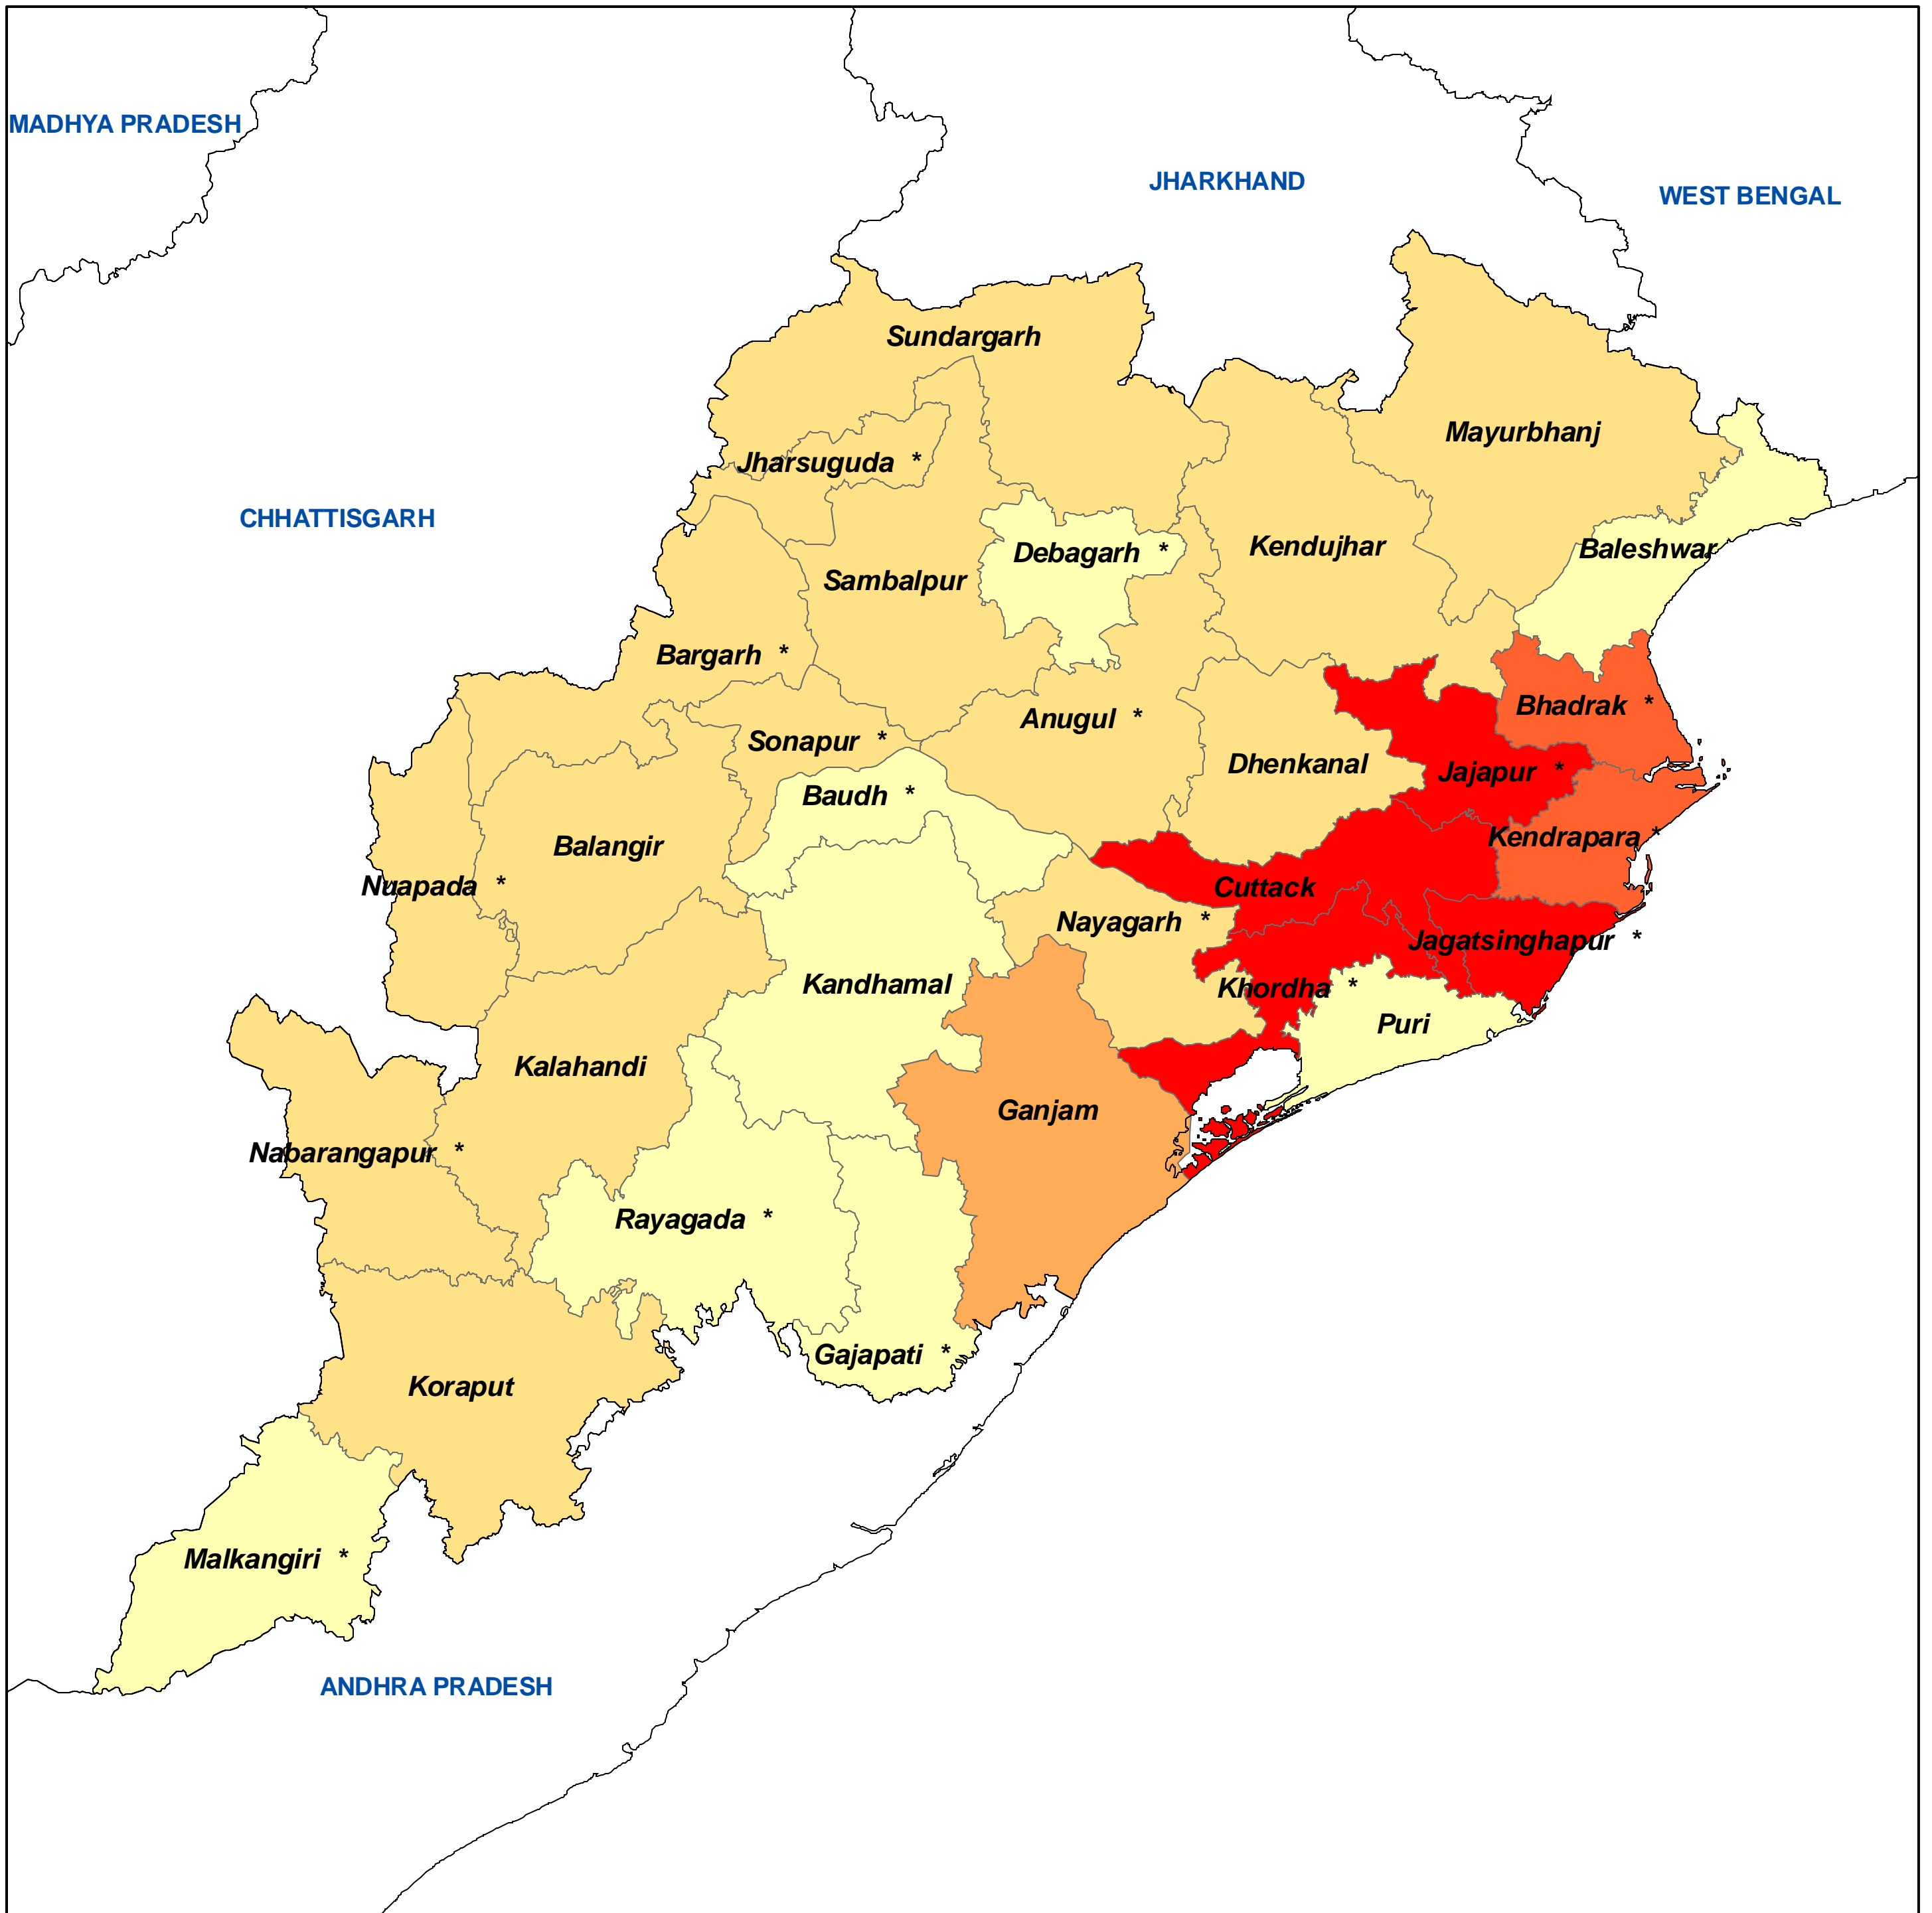 MADHYA PRADESH
JHARKHAND
WEST BENGAL
Sundargarh
Mayurbhanj
Jharsuguda *
CHHATTISGARH
Kendujhar
Baleshwar
Debagarh *
Sambalpur
Bargarh *
Bhadrak *
Anugul *
Sonapur *
Dhenkanal
Jajapur *
Baudh *
Kendrapara *
Balangir
Nuapada *
Cuttack
Nayagarh *
Jagatsinghapur *
Kandhamal
Khordha *
Puri
Kalahandi
Ganjam
Nabarangapur *
Rayagada *
Gajapati *
Koraput
Malkangiri *
ANDHRA PRADESH